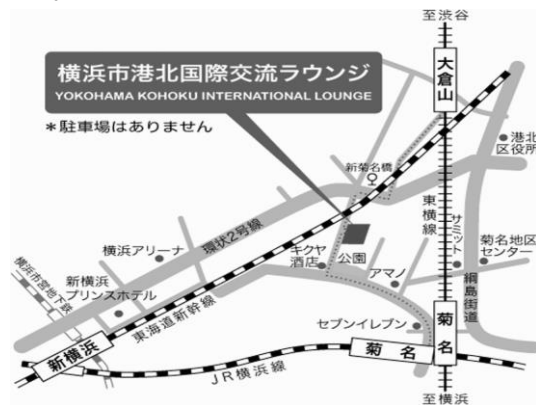 至渋谷
横浜市港北国際交流ラウンジ
YOKOHAMA KOHOKU INTERNATIONAL LOUNGE
大倉山
*駐車場はありません
港北
区役所
新菊名橋
東横線
環状2号線
横浜アリーナ
サミット
菊名地区
センター
キクヤ
酒店
公園
アマノ
綱島街道
横浜市営地下鉄
新横浜
プリンスホテル
東海道新幹線
セブンイレブン
菊名
新横浜
菊名
JR横浜線
至横浜